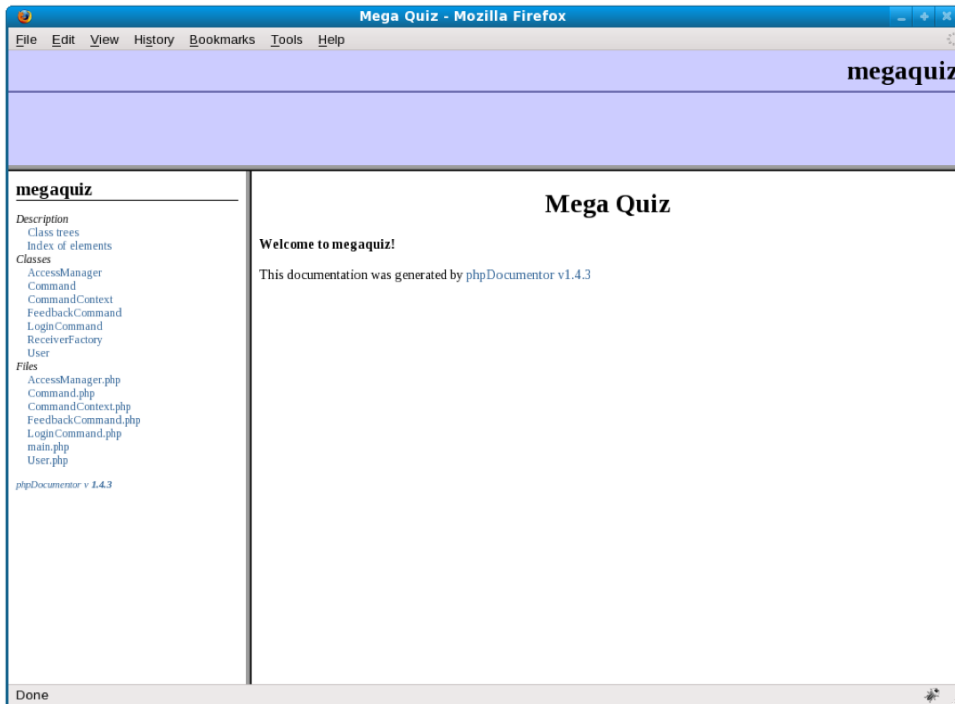 Mega Quiz - Mozilla Firefox
File Edit View History Bookmarks Tools Help
megaquiz
megaquiz
Description
Class trees
Index of elements
Classes
AccessManager
Command
CommandContext
FeedbackCommand
LoginCommand
ReceiverFactory
User
Files
AccessManager.php
Command.php
CommandContext.php
FeedbackCommand.php
LoginCommand.php
main.php
User.php
phpDocumentor v 1.4.3
Mega Quiz
Welcome to megaquiz!
This documentation was generated by phpDocumentor v1.4.3
Done